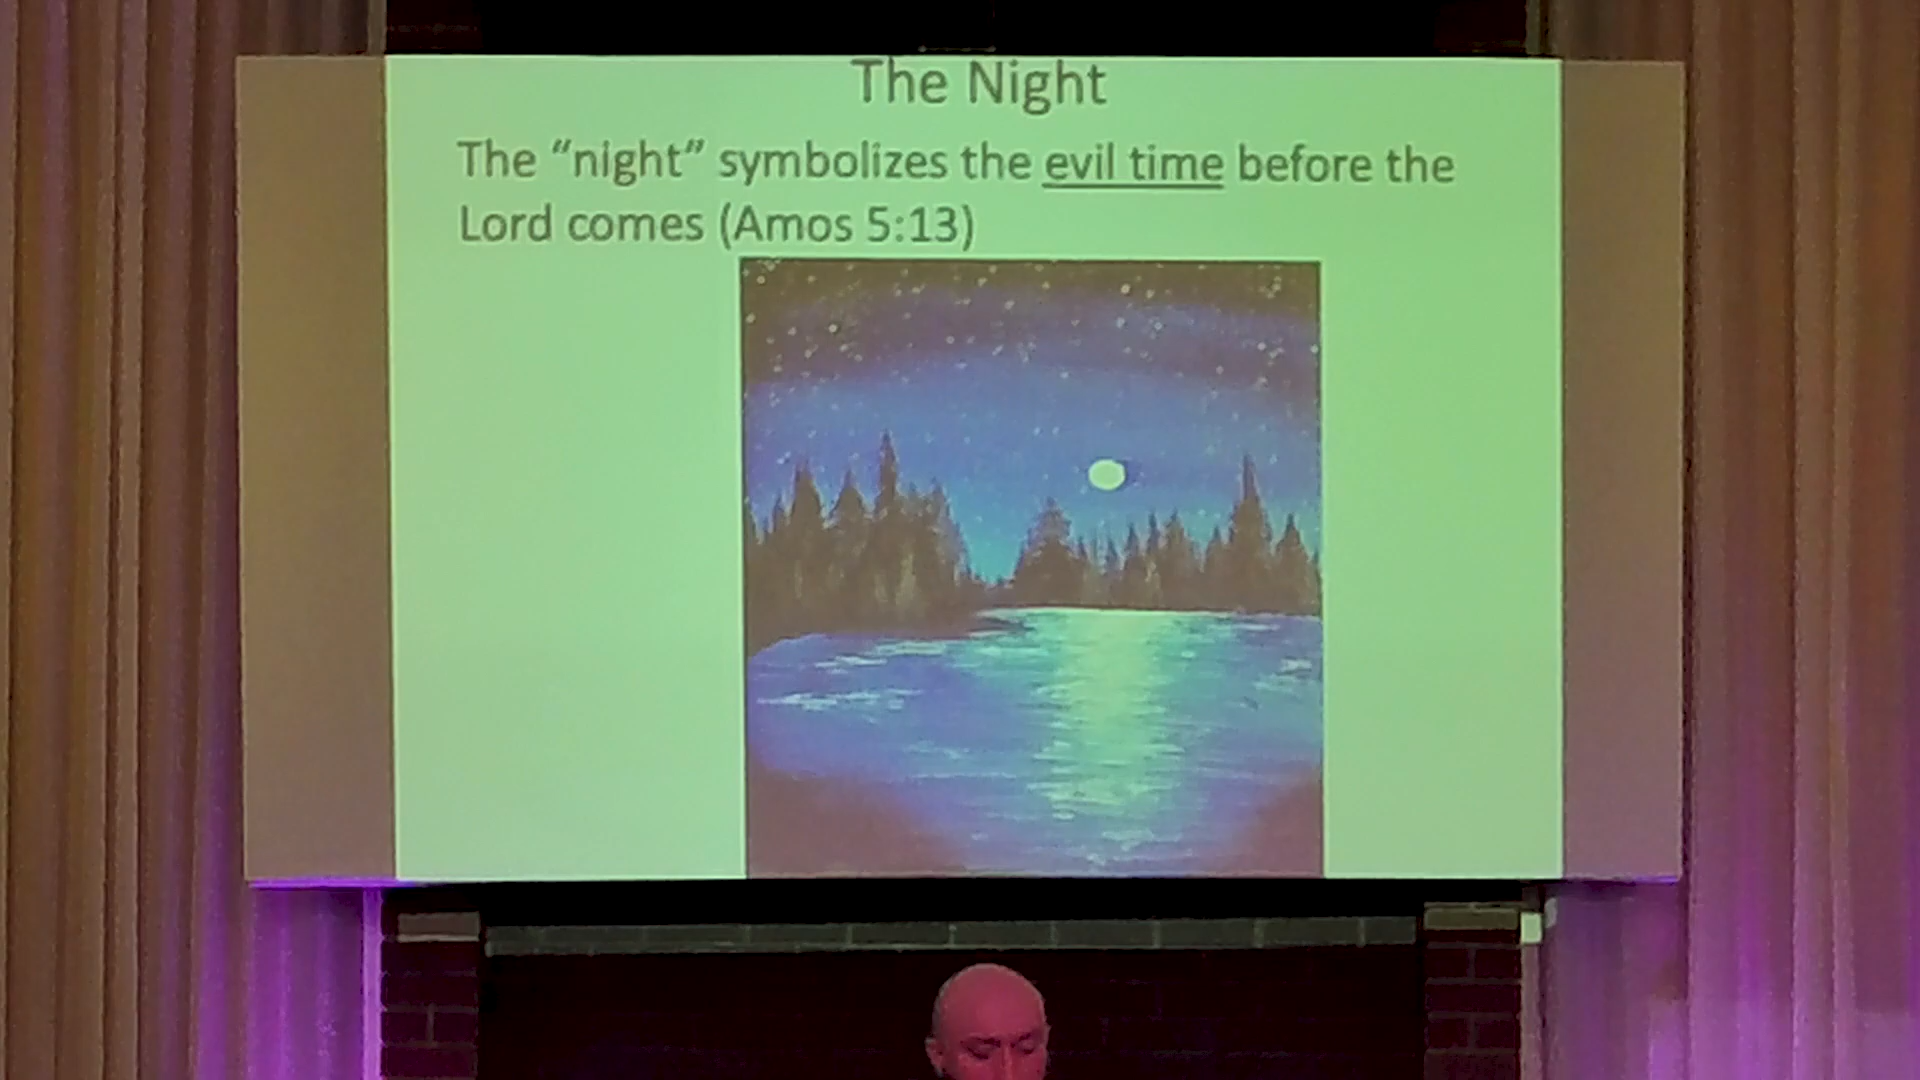 The Night
The “night” symbolizes the evil time before the
Lord comes (Amos 5:13)